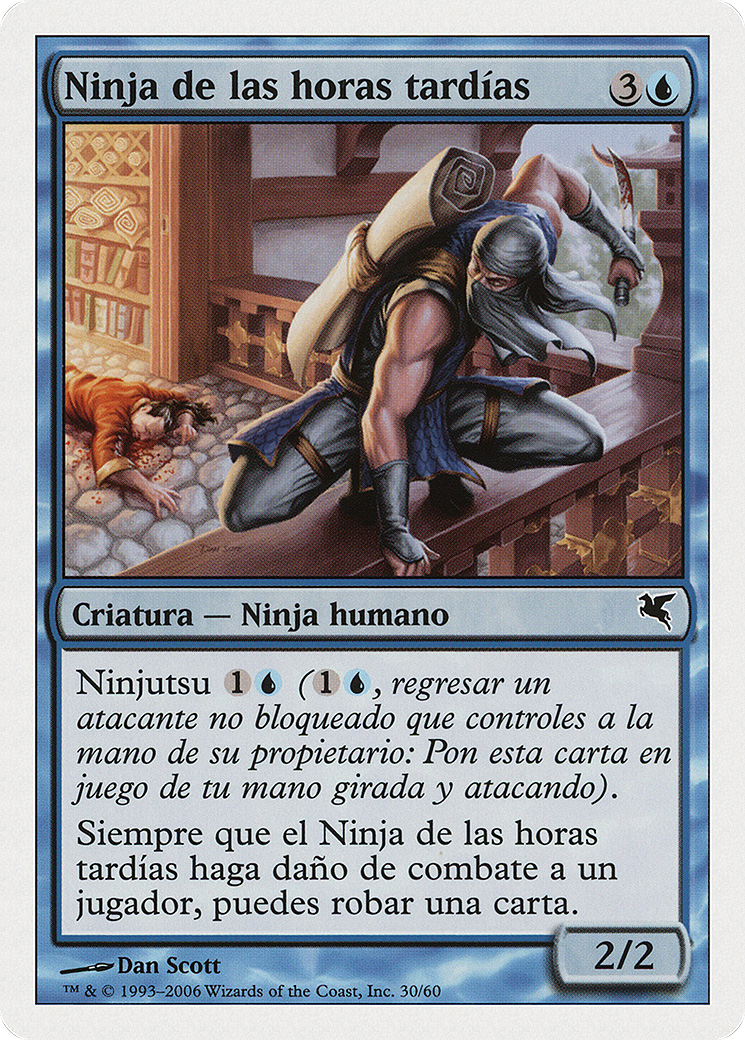 Ninja de las horas tardías 3
Dan Scott
Criatura — Ninja humano
Ninjutsu 1 (1, regresar un
atacante no bloqueado que controles a la
mano de su propietario: Pon esta carta en
juego de tu mano girada y atacando).
Siempre que el Ninja de las horas
tardías haga daño de combate a un
jugador, puedes robar una carta.
2/2
Dan Scott
™ & © 1993–2006 Wizards of the Coast, Inc. 30/60